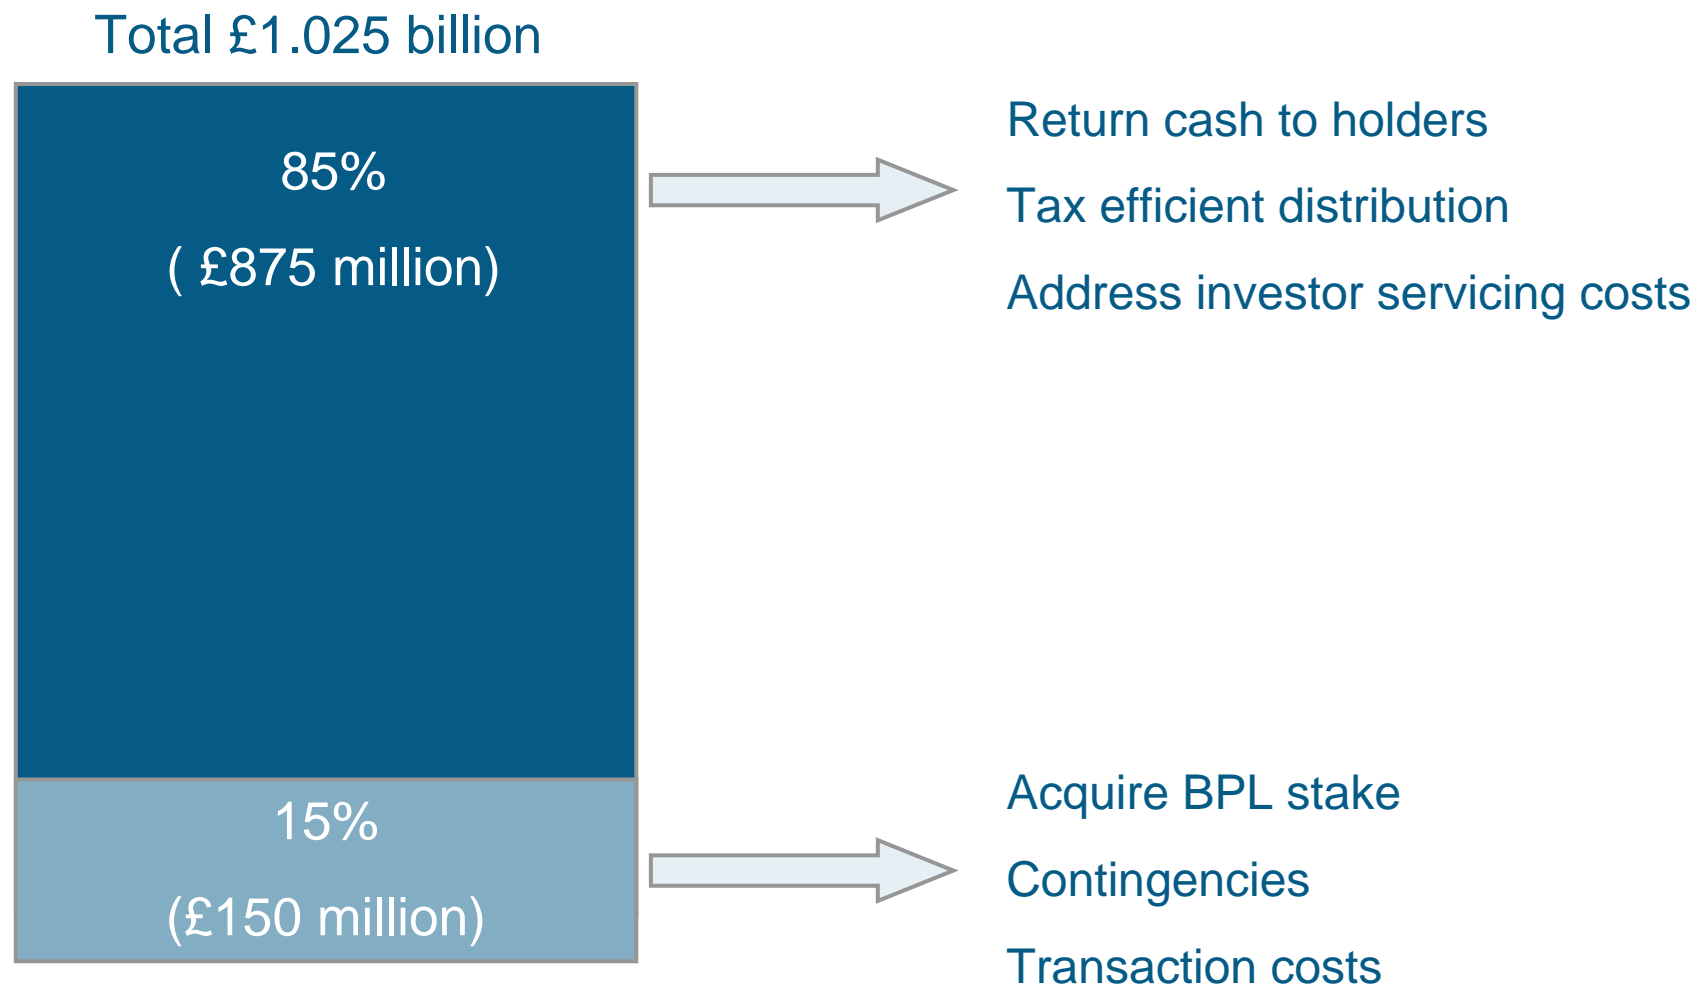 Total £1.025 billion
85%
( £875 million)
Return cash to holders
Tax efficient distribution
Address investor servicing costs
15%
(£150 million)
Acquire BPL stake
Contingencies
Transaction costs